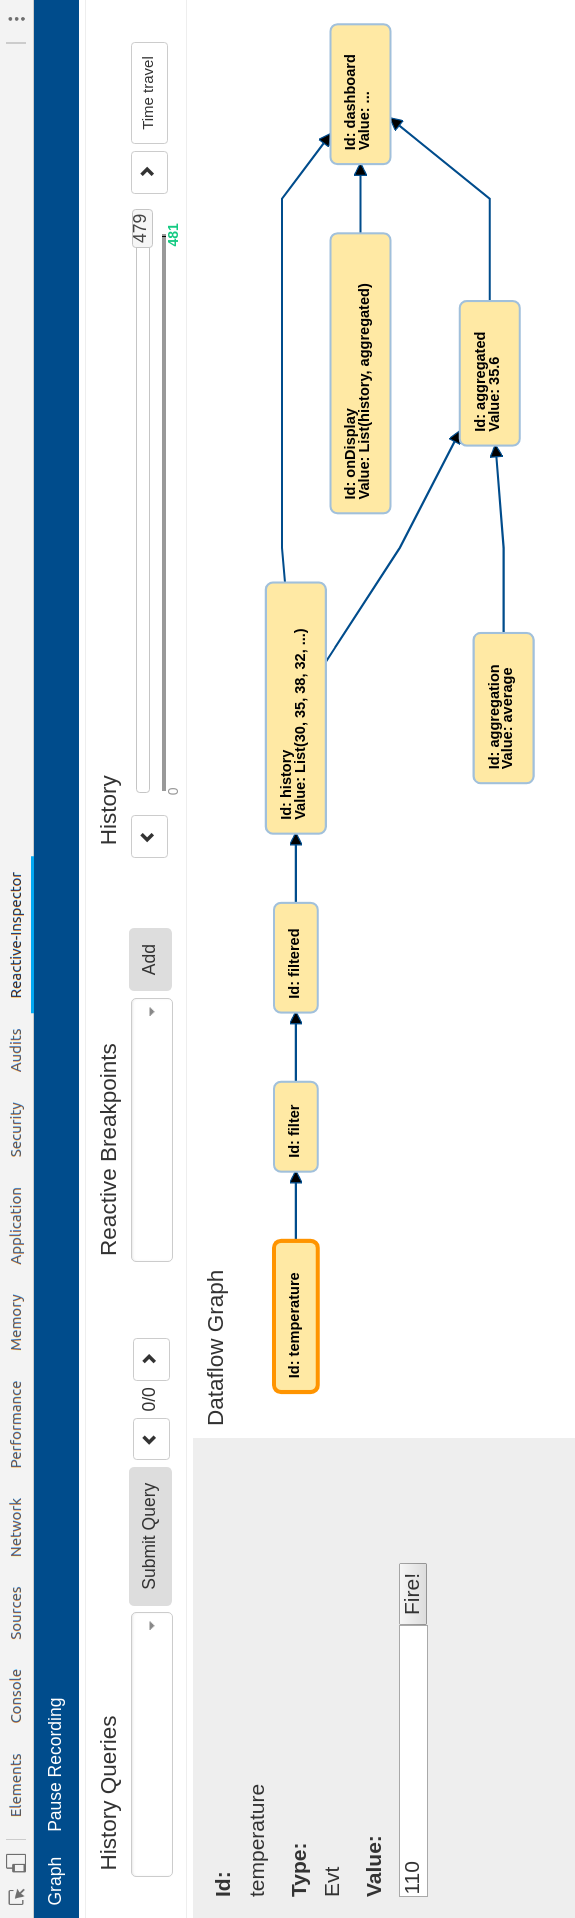 Elements Console Sources Network Performance Memory Application Security Audits Reactive-Inspector
Graph Pause Recording
History Queries
Submit Query
0/0
Reactive Breakpoints
Add
History
479
0
481
Time travel
Id:
temperature
Type:
Evt
Value:
110
Fire!
Dataflow Graph
Id: temperature
Id: filter
Id: filtered
Id: history
Value: List(30, 35, 38, 32, ...)
Id: aggregation
Value: average
Id: onDisplay
Value: List(history, aggregated)
Id: aggregated
Value: 35.6
Id: dashboard
Value: ...